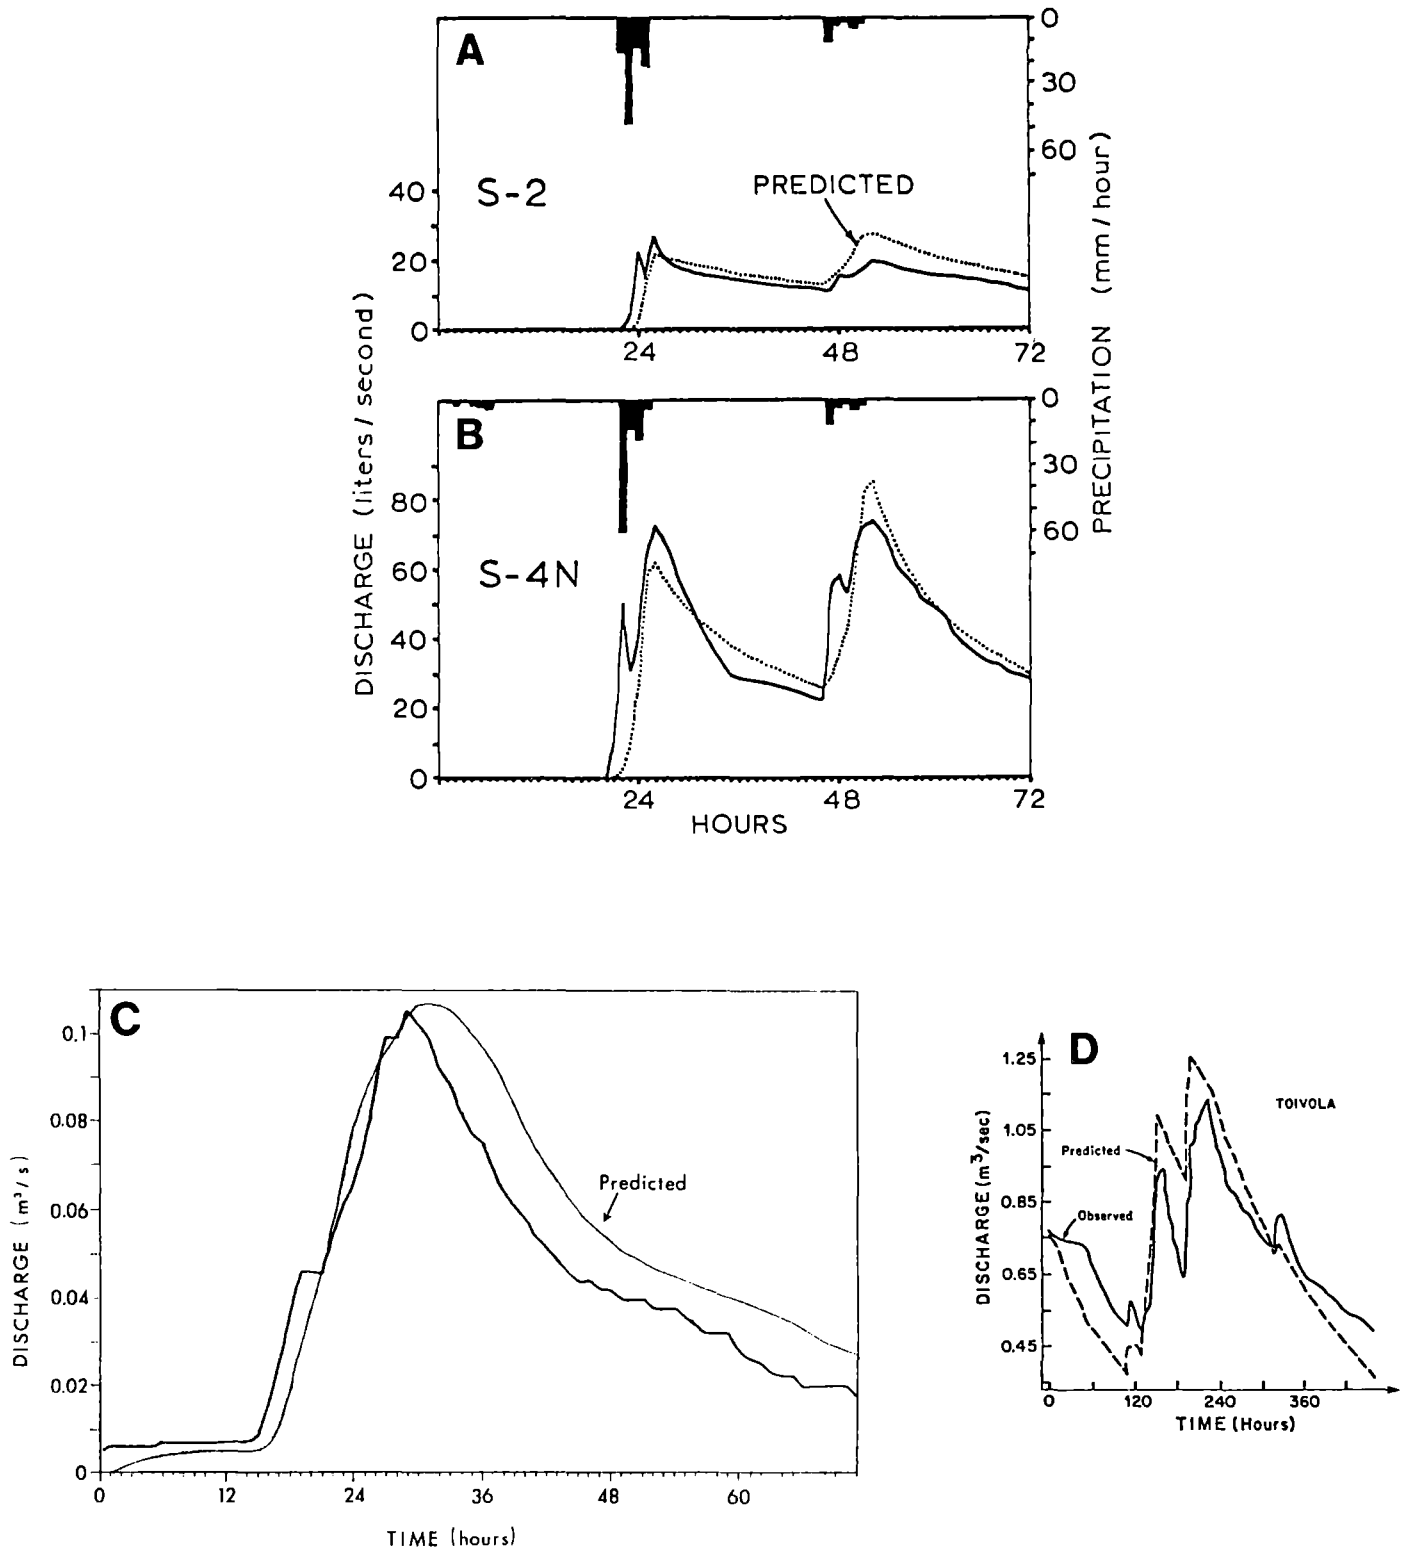 A
S-2
PREDICTED
0
30
60
40
20
0
24
48
72
DISCHARGE (liters/second)
PRECIPITATION (mm/hour)
B
S-4N
0
30
60
80
60
40
20
0
24
48
72
HOURS
C
0.1
0.08
0.06
0.04
0.02
0
DISCHARGE (m³/s)
Predicted
0
12
24
36
48
60
TIME (hours)
D
TOIVOLA
1.25
1.05
0.85
0.65
0.45
DISCHARGE (m³/sec)
Predicted
Observed
0
120
240
360
TIME (Hours)